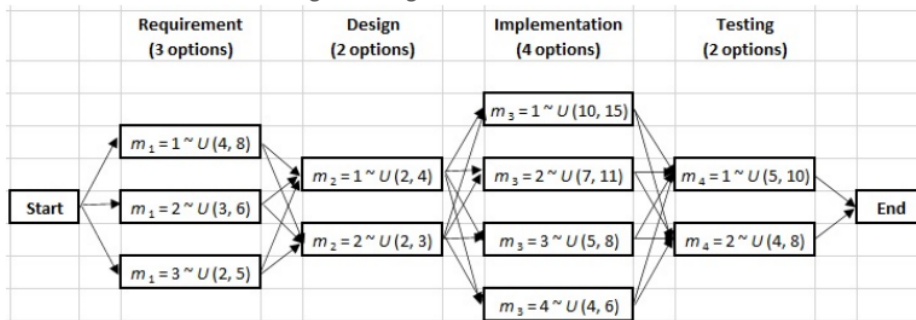 Requirement Design Implementation Testing
(3 options) (2 options) (4 options) (2 options)
m3 = 1 ~ U (10, 15)
m1 = 1 ~ U (4, 8)
m2 = 1 ~ U (2, 4) m3 = 2 ~ U (7, 11) m4 = 1 ~ U (5, 10)
Start m1 = 2 ~ U (3, 6) End
m2 = 2 ~ U (2, 3) m3 = 3 ~ U (5, 8) m4 = 2 ~ U (4, 8)
m1 = 3 ~ U (2, 5)
m3 = 4 ~ U (4, 6)